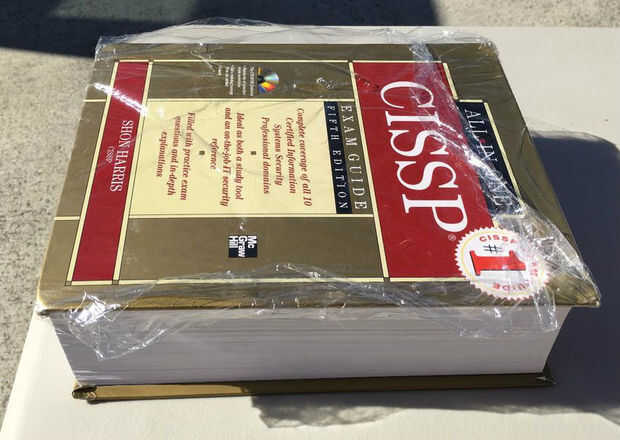 ALL IN
CISSP®
EXAM GUIDE
FIFTH EDITION
Complete coverage of all 10
Certified Information
Systems Security
Professional domains
Ideal as both a study tool
and an on-the-job IT security
reference
Filled with practice exam
questions and in-depth
explanations
SHON HARRIS
CISSP
Mc
Graw
Hill
CISSP
#1
GUIDE